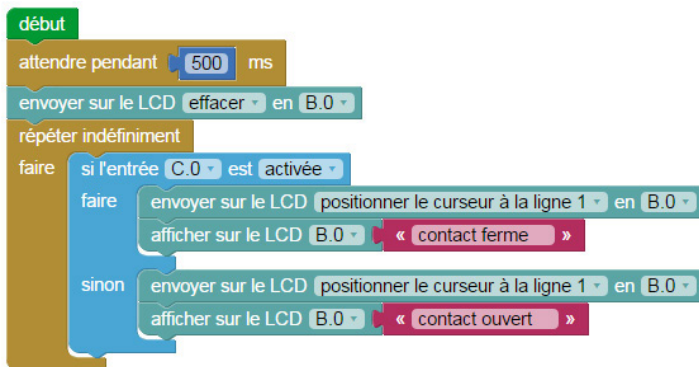 début
attendre pendant 500 ms
envoyer sur le LCD effacer en B.0
répéter indéfiniment
faire si l'entrée C.0 est activée
faire envoyer sur le LCD positionner le curseur à la ligne 1 en B.0
afficher sur le LCD B.0 « contact ferme »
sinon envoyer sur le LCD positionner le curseur à la ligne 1 en B.0
afficher sur le LCD B.0 « contact ouvert »